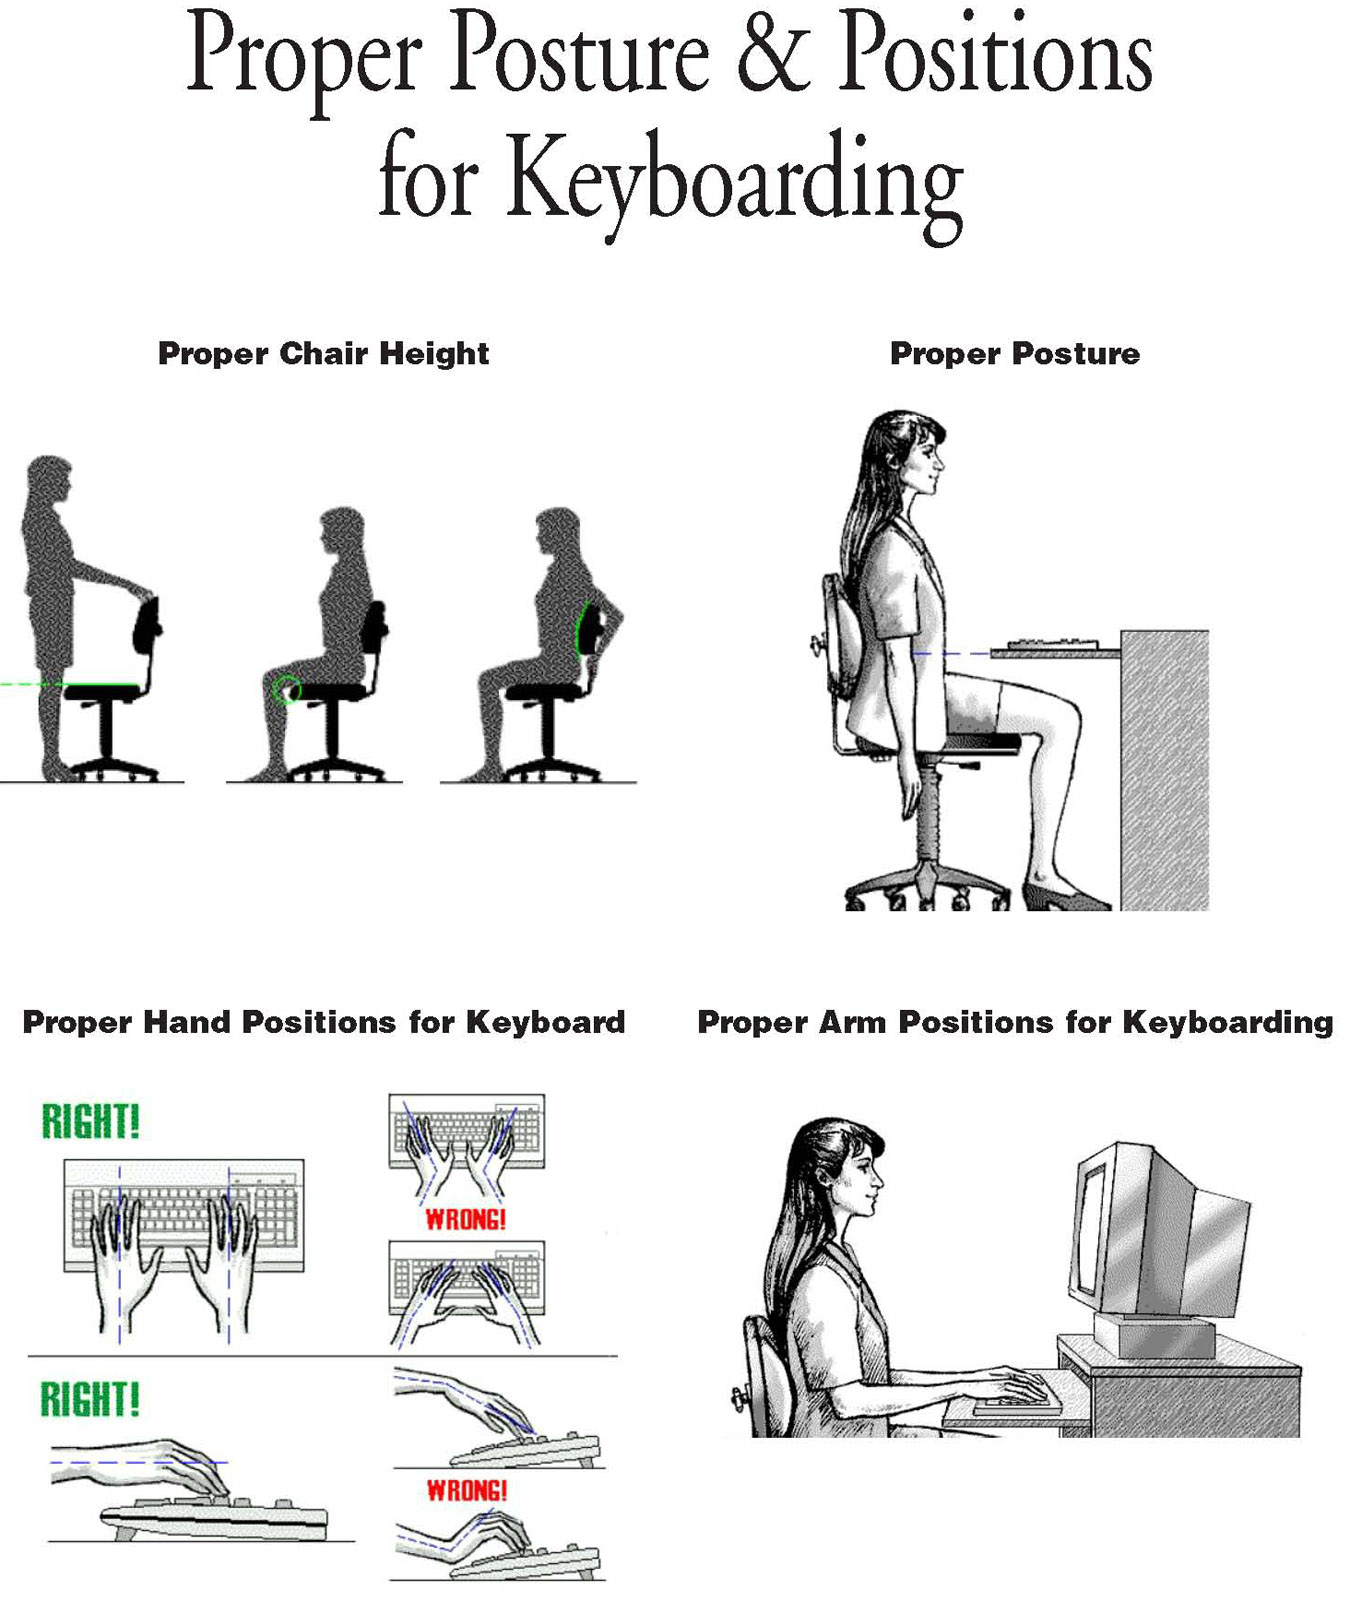 Proper Posture & Positions
for Keyboarding
Proper Chair Height
Proper Posture
Proper Hand Positions for Keyboard
RIGHT!
WRONG!
RIGHT!
WRONG!
Proper Arm Positions for Keyboarding